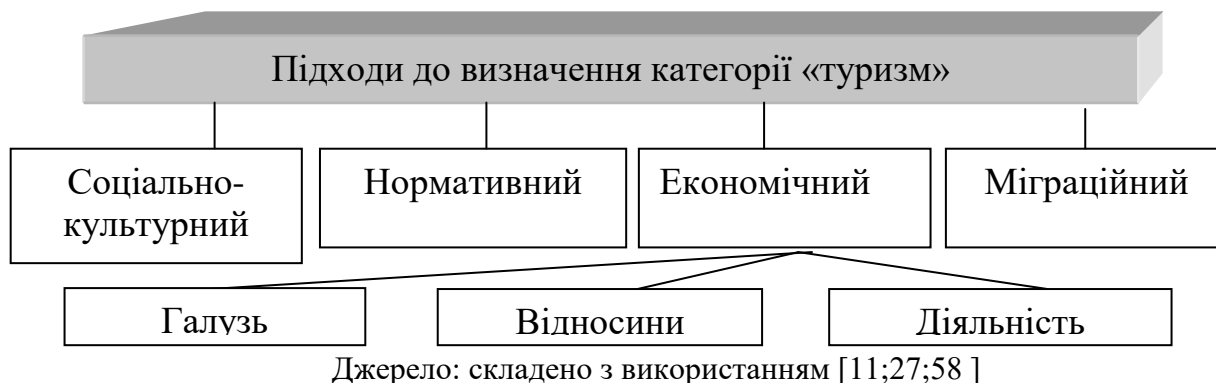 Підходи до визначення категорії «туризм»
Соціально-
культурний
Нормативний
Економічний
Міграційний
Галузь
Відносини
Діяльність
Джерело: складено з використанням [11;27;58 ]